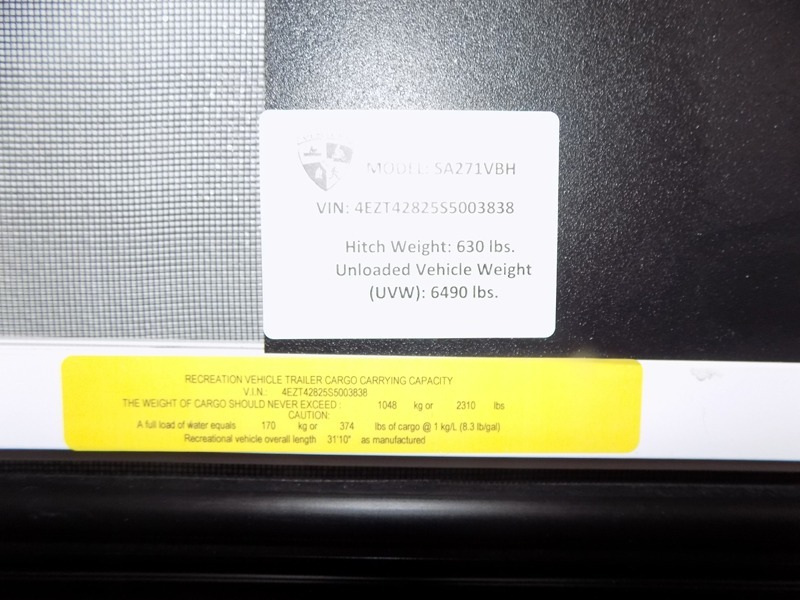 MODEL: SA271VBH
VIN: 4EZT42825S5003838
Hitch Weight: 630 lbs.
Unloaded Vehicle Weight
(UVW): 6490 lbs.
RECREATION VEHICLE TRAILER CARGO CARRYING CAPACITY
V.I.N.: 4EZT42825S5003838
THE WEIGHT OF CARGO SHOULD NEVER EXCEED : 1048 kg or 2310 lbs
CAUTION:
A full load of water equals 170 kg or 374 lbs of cargo @ 1 kg/L (8.3 lb/gal)
Recreational vehicle overall length 31'10" as manufactured